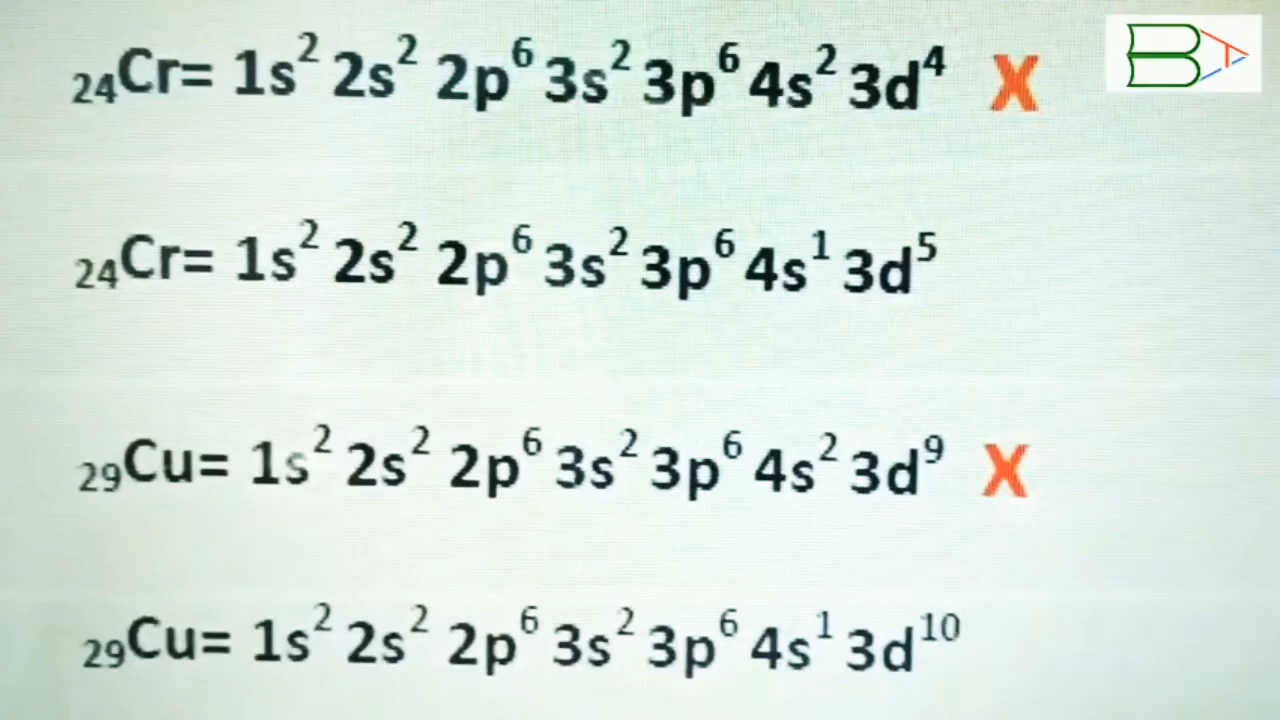 ₂₄Cr= 1s² 2s² 2p⁶ 3s² 3p⁶ 4s² 3d⁴ X
₂₄Cr= 1s² 2s² 2p⁶ 3s² 3p⁶ 4s¹ 3d⁵
₂₉Cu= 1s² 2s² 2p⁶ 3s² 3p⁶ 4s² 3d⁹ X
₂₉Cu= 1s² 2s² 2p⁶ 3s² 3p⁶ 4s¹ 3d¹⁰